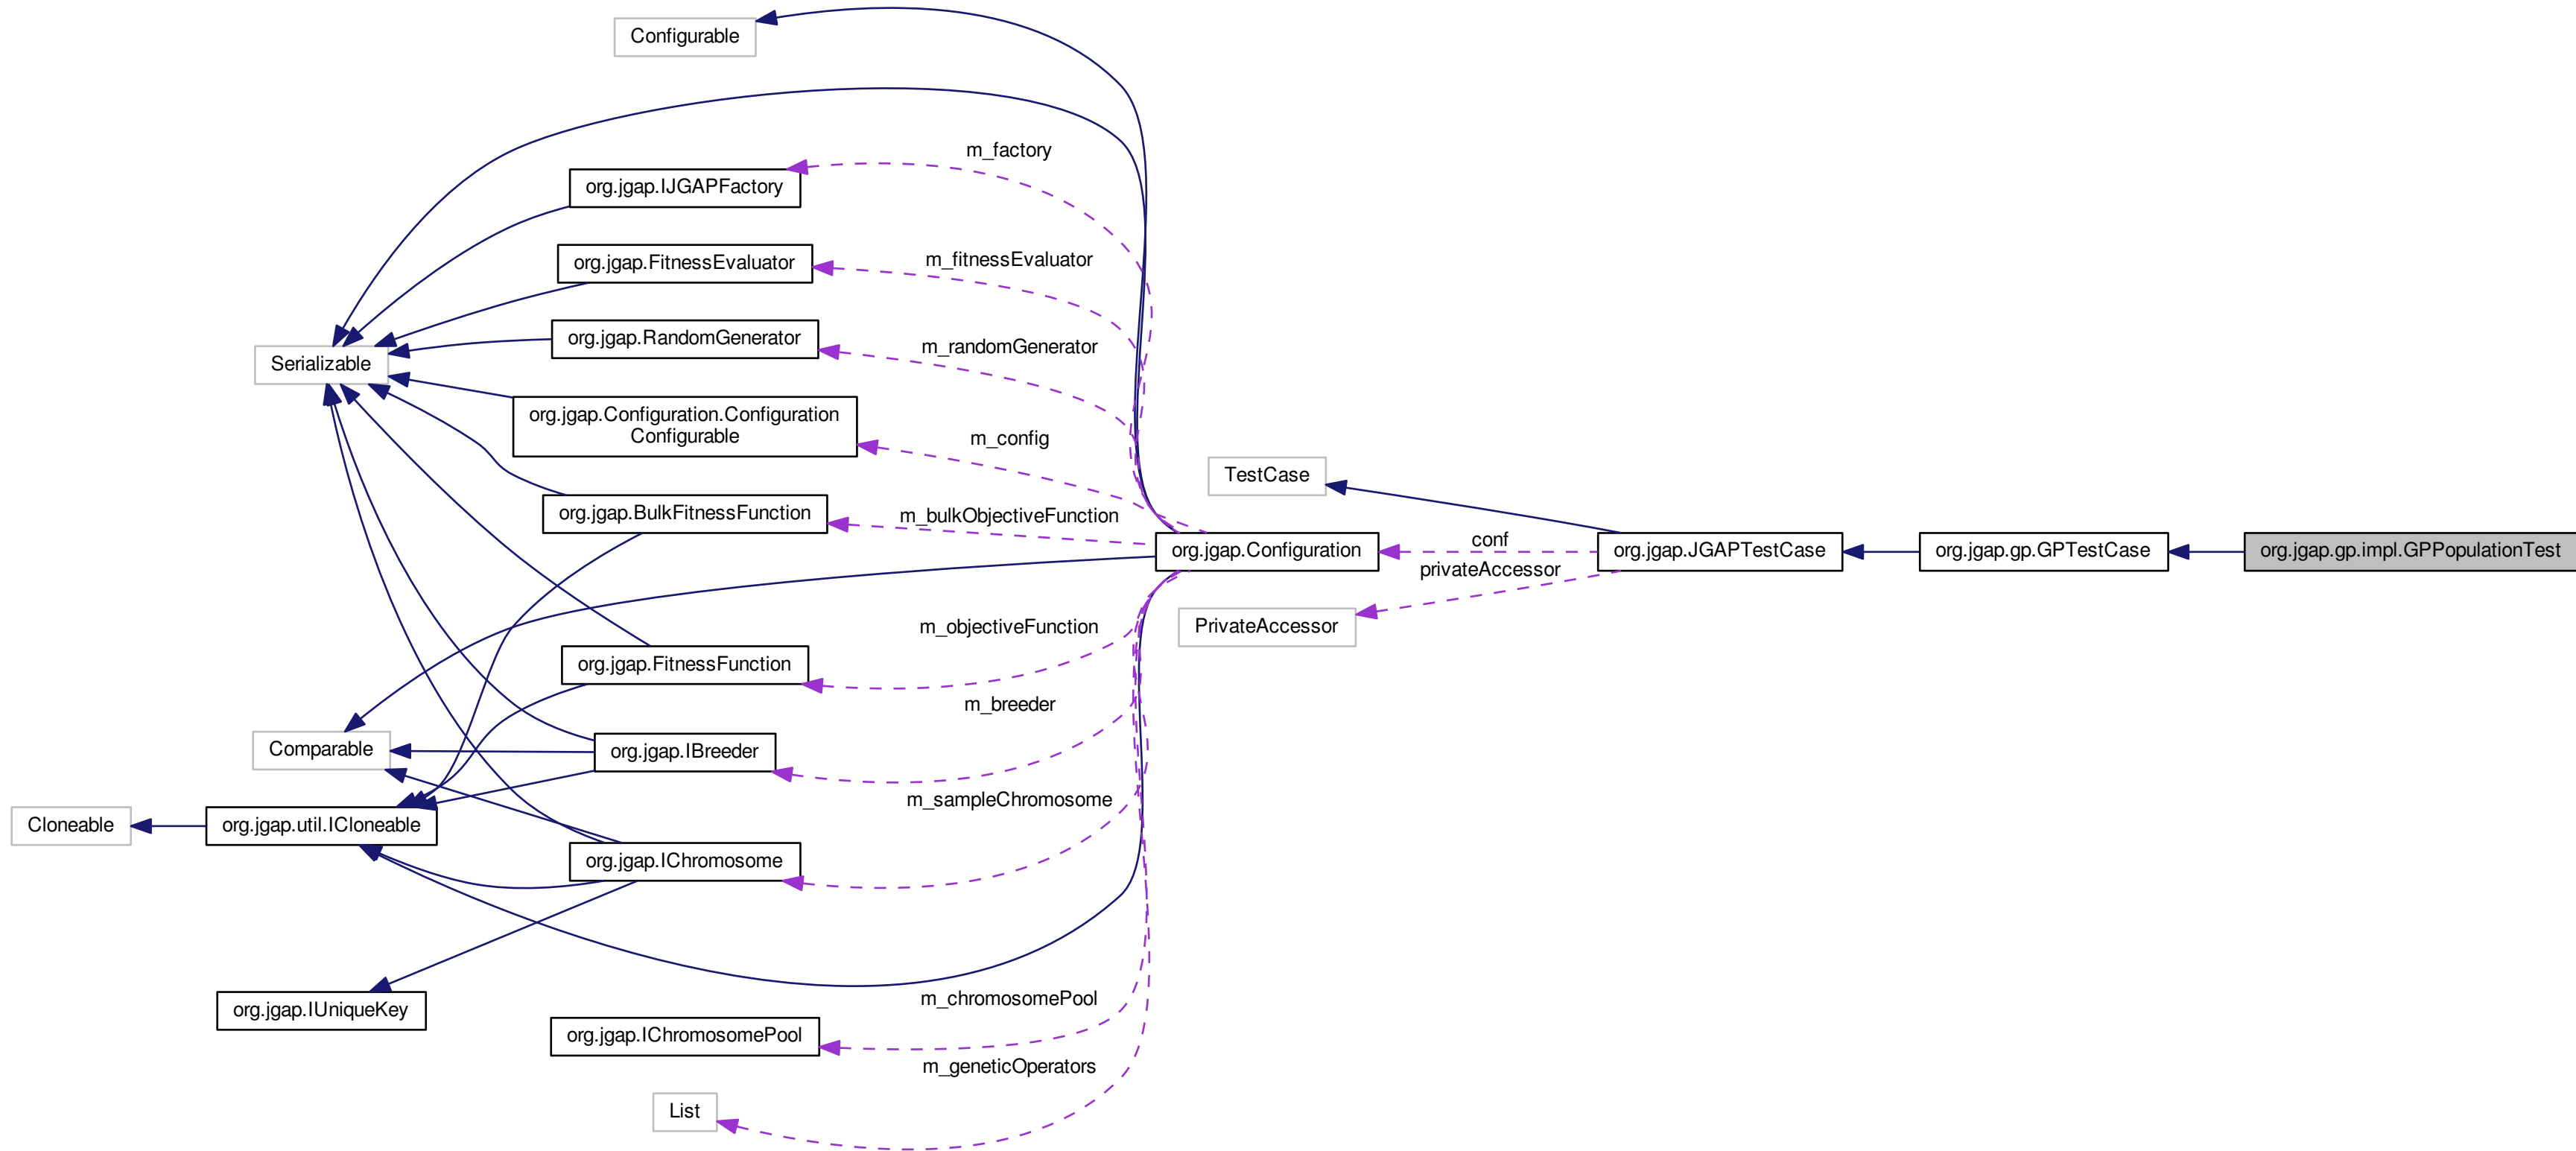 Configurable
m_factory
org.jgap.IJGAPFactory
m_fitnessEvaluator
org.jgap.FitnessEvaluator
m_randomGenerator
org.jgap.RandomGenerator
Serializable
org.jgap.Configuration.Configuration
Configurable
m_config
TestCase
org.jgap.BulkFitnessFunction
m_bulkObjectiveFunction
org.jgap.Configuration
conf
privateAccessor
org.jgap.JGAPTestCase
org.jgap.gp.GPTestCase
org.jgap.gp.impl.GPPopulationTest
PrivateAccessor
m_objectiveFunction
org.jgap.FitnessFunction
m_breeder
Comparable
org.jgap.IBreeder
m_sampleChromosome
Cloneable
org.jgap.util.ICloneable
org.jgap.IChromosome
m_chromosomePool
org.jgap.IUniqueKey
org.jgap.IChromosomePool
m_geneticOperators
List